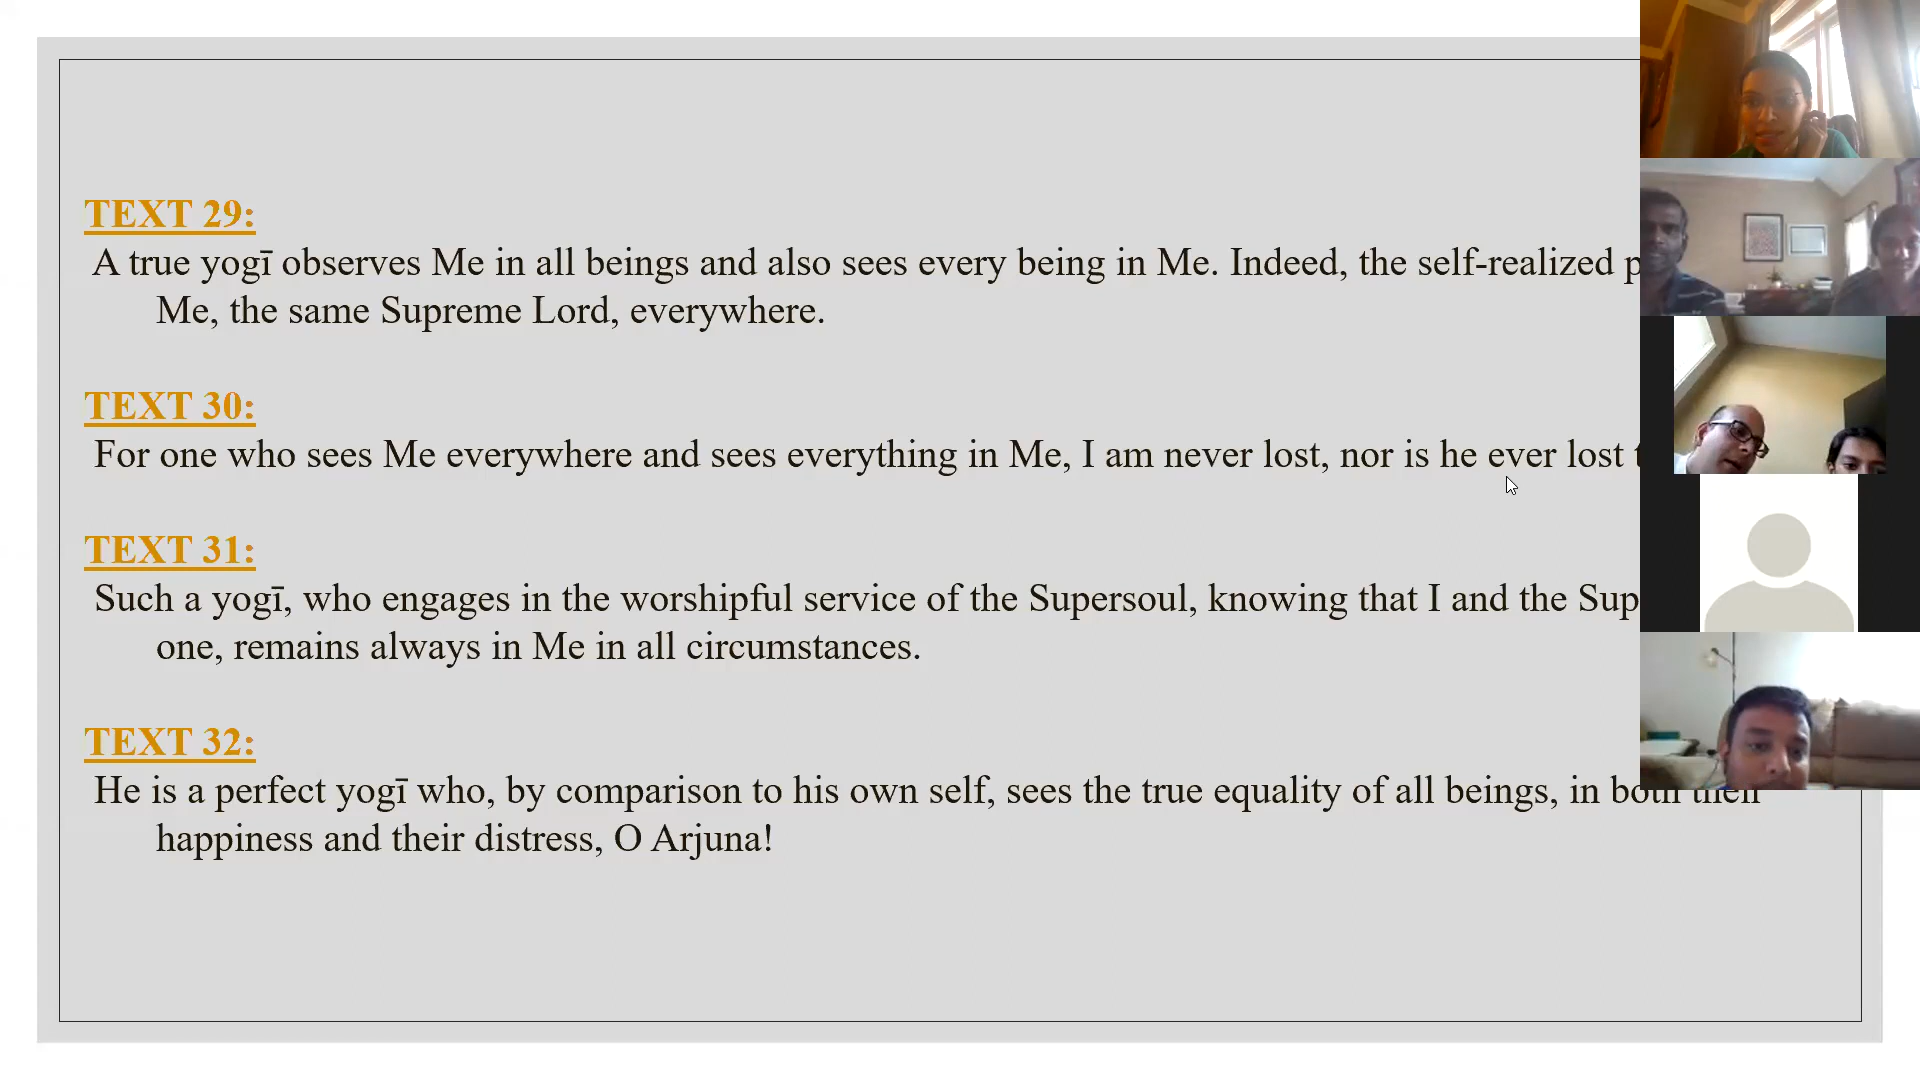 TEXT 29:
A true yogī observes Me in all beings and also sees every being in Me. Indeed, the self-realized
Me, the same Supreme Lord, everywhere.
TEXT 30:
For one who sees Me everywhere and sees everything in Me, I am never lost, nor is he ever lost
TEXT 31:
Such a yogī, who engages in the worshipful service of the Supersoul, knowing that I and the
one, remains always in Me in all circumstances.
TEXT 32:
He is a perfect yogī who, by comparison to his own self, sees the true equality of all beings, in both their
happiness and their distress, O Arjuna!